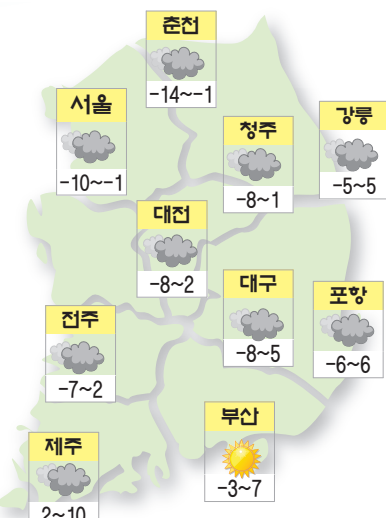 춘천
-14~-1
서울
-10~-1
청주
-8~1
강릉
-5~5
대전
-8~2
대구
-8~5
포항
-6~6
전주
-7~2
부산
-3~7
제주
2~10